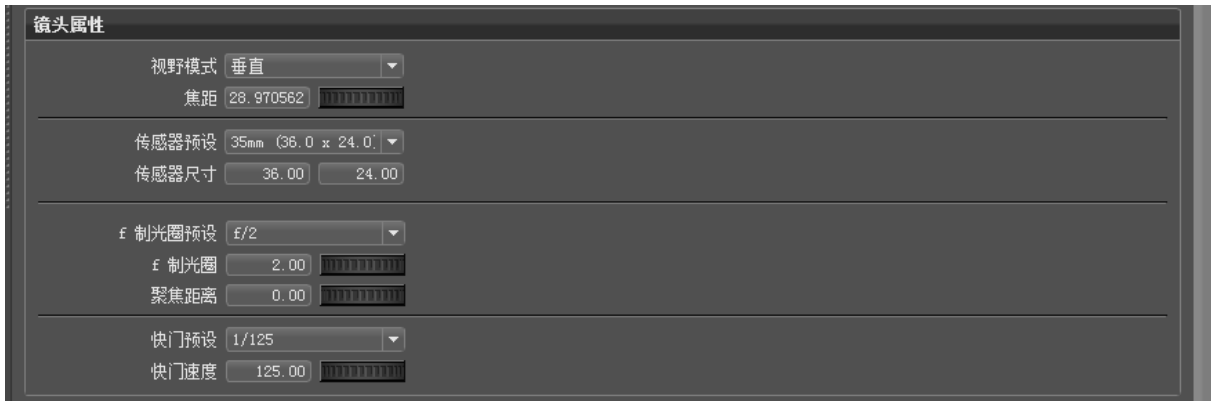 镜头属性
视野模式 垂直
焦距 28.970562
传感器预设 35mm (36.0 x 24.0)
传感器尺寸 36.00 24.00
f 制光圈预设 f/2
f 制光圈 2.00
聚焦距离 0.00
快门预设 1/125
快门速度 125.00